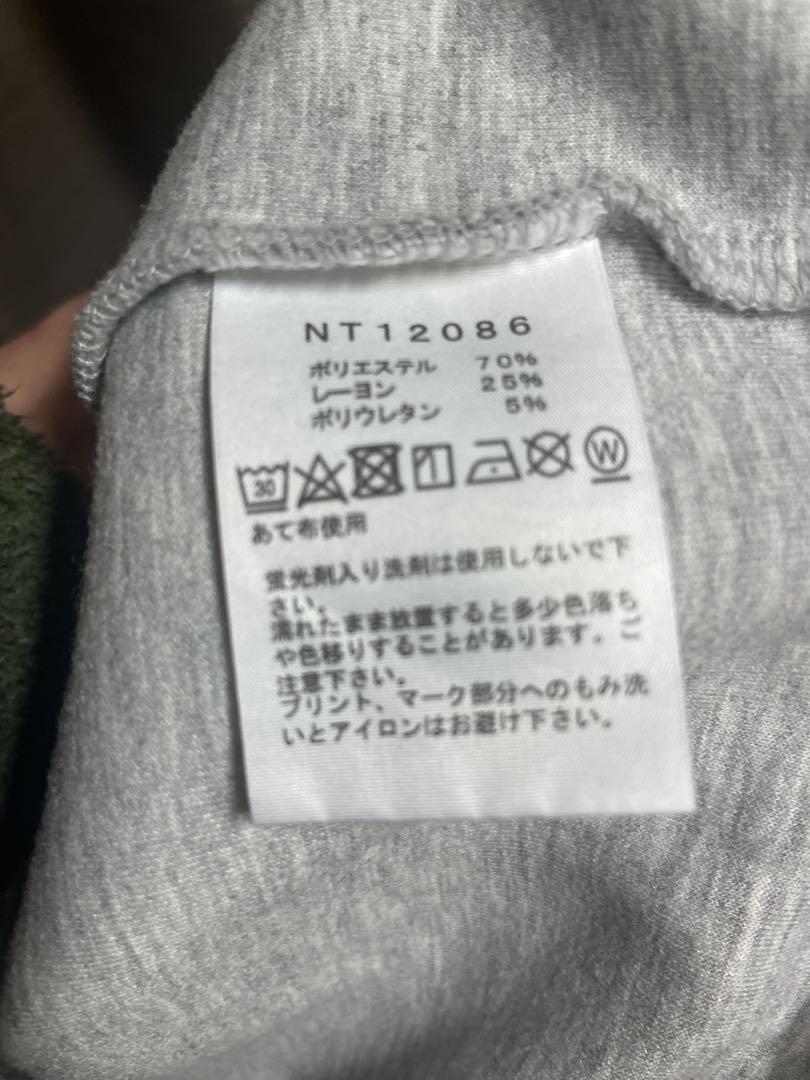 NT12086
ポリエステル 70%
レーヨン 25%
ポリウレタン 5%
30 W
あて布使用
蛍光剤入り洗剤は使用しないで下
さい。
濡れたまま放置すると多少色落ち
や色移りすることがあります。ご
注意下さい。
プリント、マーク部分へのもみ洗
いとアイロンはお避け下さい。